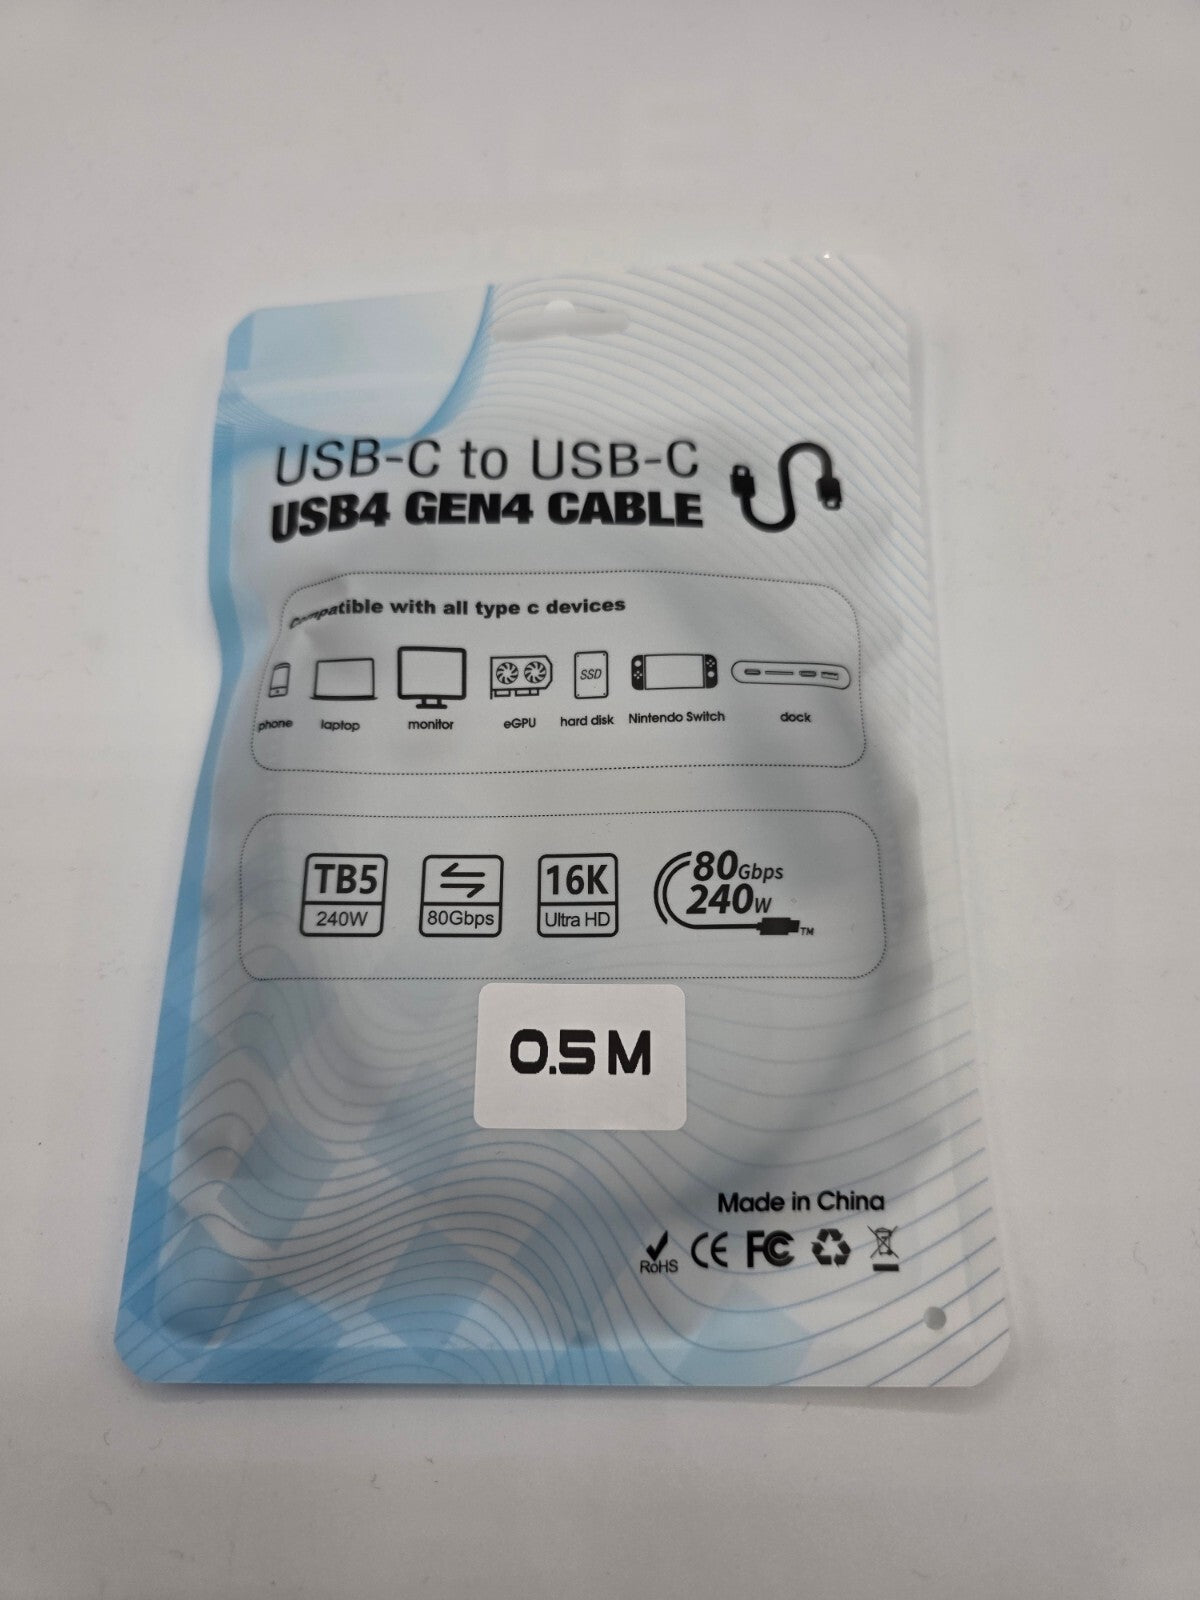 USB-C to USB-C
USB4 GEN4 CABLE
Compatible with all type c devices
SSD
phone laptop monitor eGPU hard disk Nintendo Switch dock
TB5
240W
80Gbps
16K
Ultra HD
80Gbps
240W
TM
0.5M
Made in China
RoHS CE FC